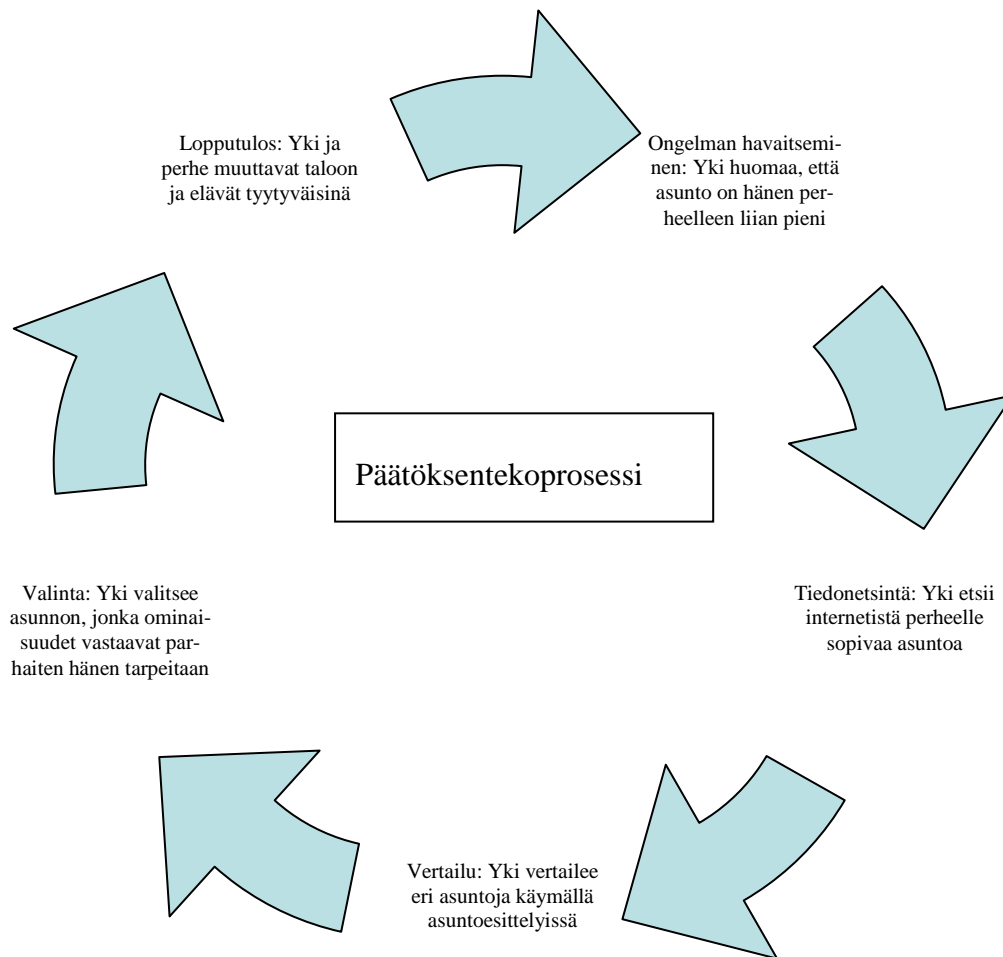 Lopputulos: Yki ja
perhe muuttavat taloon
ja elävät tyytyväisinä
Ongelman havaitsemi-
nen: Yki huomaa, että
asunto on hänen per-
heelleen liian pieni
Päätöksentekoprosessi
Valinta: Yki valitsee
asunnon, jonka ominai-
suudet vastaavat par-
haiten hänen tarpeitaan
Tiedonetsintä: Yki etsii
internetistä perheelle
sopivaa asuntoa
Vertailu: Yki vertailee
eri asuntoja käymällä
asuntoesittelyissä